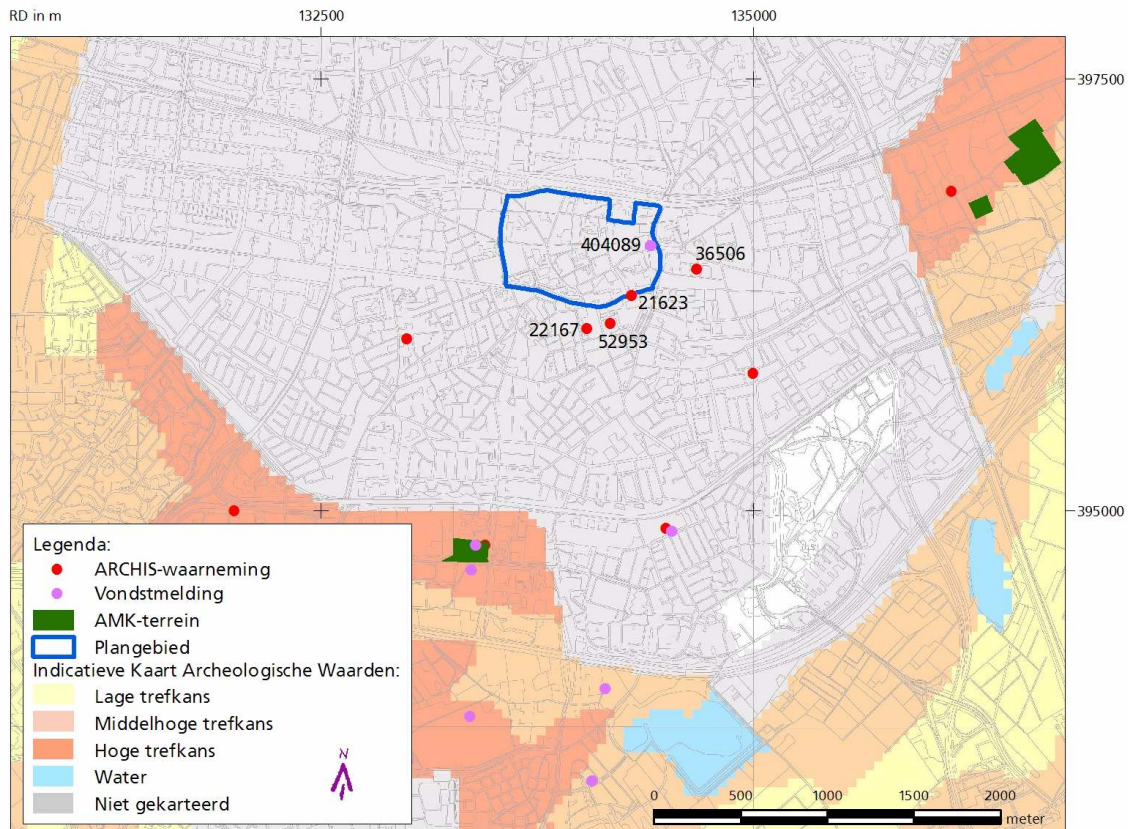 RD in m 132500 135000
397500
404089
36506
21623
22167
52953
395000
Legenda:
ARCHIS-waarneming
Vondstmelding
AMK-terrein
Plangebied
Indicatieve Kaart Archeologische Waarden:
Lage trefkans
Middelhoge trefkans
Hoge trefkans
Water
Niet gekarteerd
N
0 500 1000 1500 2000
meter